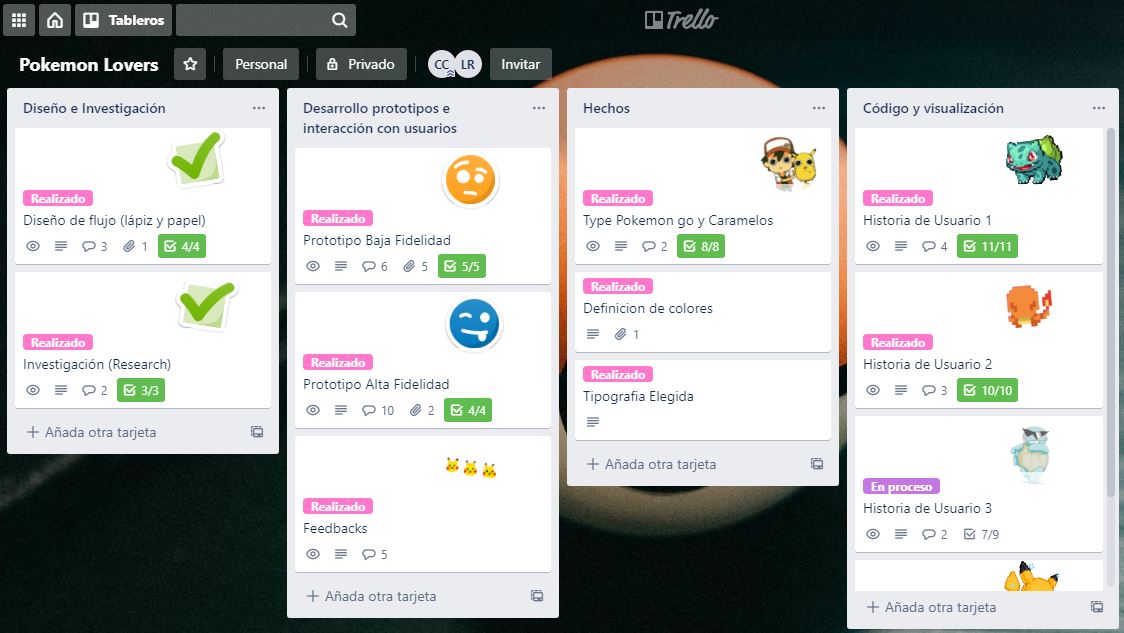 Tableros
Trello
Pokemon Lovers
Personal
Privado
CC
LR
Invitar
Diseño e Investigación
Realizado
Diseño de flujo (lápiz y papel)
3
1
4/4
Realizado
Investigación (Research)
2
3/3
Añada otra tarjeta
Desarrollo prototipos e
interacción con usuarios
Realizado
Prototipo Baja Fidelidad
6
5
5/5
Realizado
Prototipo Alta Fidelidad
10
2
4/4
Realizado
Feedbacks
5
Añada otra tarjeta
Hechos
Realizado
Type Pokemon go y Caramelos
2
8/8
Realizado
Definicion de colores
1
Realizado
Tipografia Elegida
Añada otra tarjeta
Código y visualización
Realizado
Historia de Usuario 1
4
11/11
Realizado
Historia de Usuario 2
3
10/10
En proceso
Historia de Usuario 3
2
7/9
Añada otra tarjeta